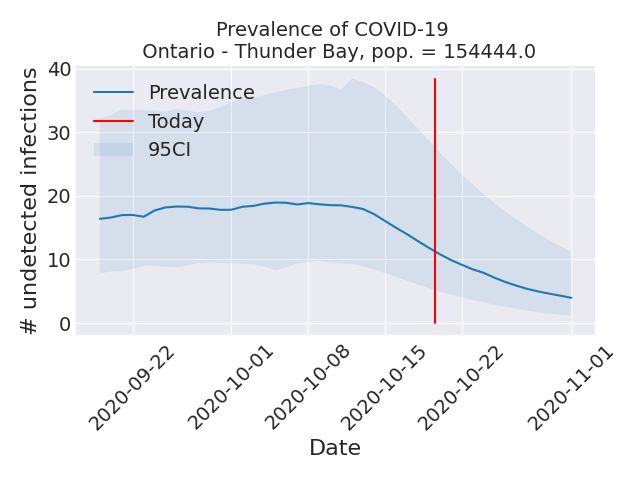 Prevalence of COVID-19
Ontario - Thunder Bay, pop. = 154444.0
# undetected infections
40
30
20
10
0
Prevalence
Today
95CI
2020-09-22
2020-10-01
2020-10-08
2020-10-15
2020-10-22
2020-11-01
Date